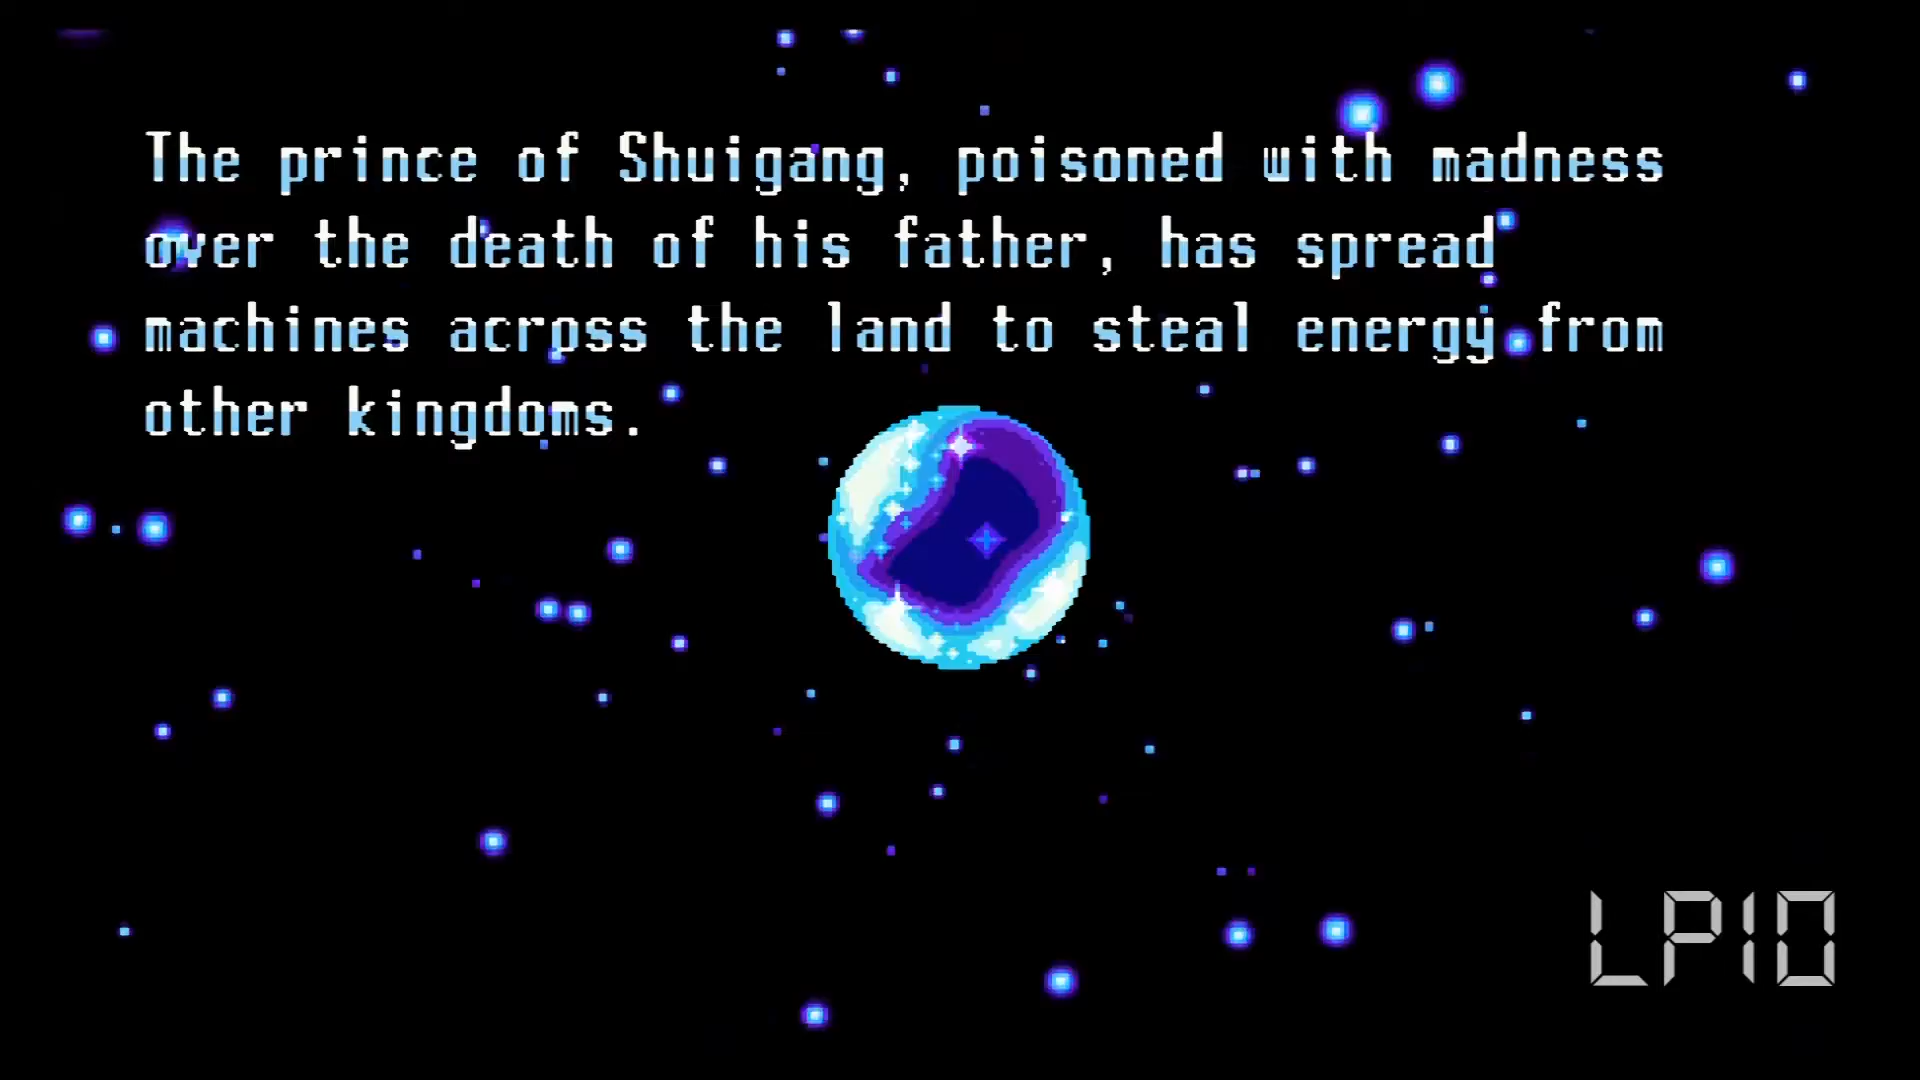 The prince of Shuigang, poisoned with madness
over the death of his father, has spread
machines across the land to steal energy from
other kingdoms.
LP10